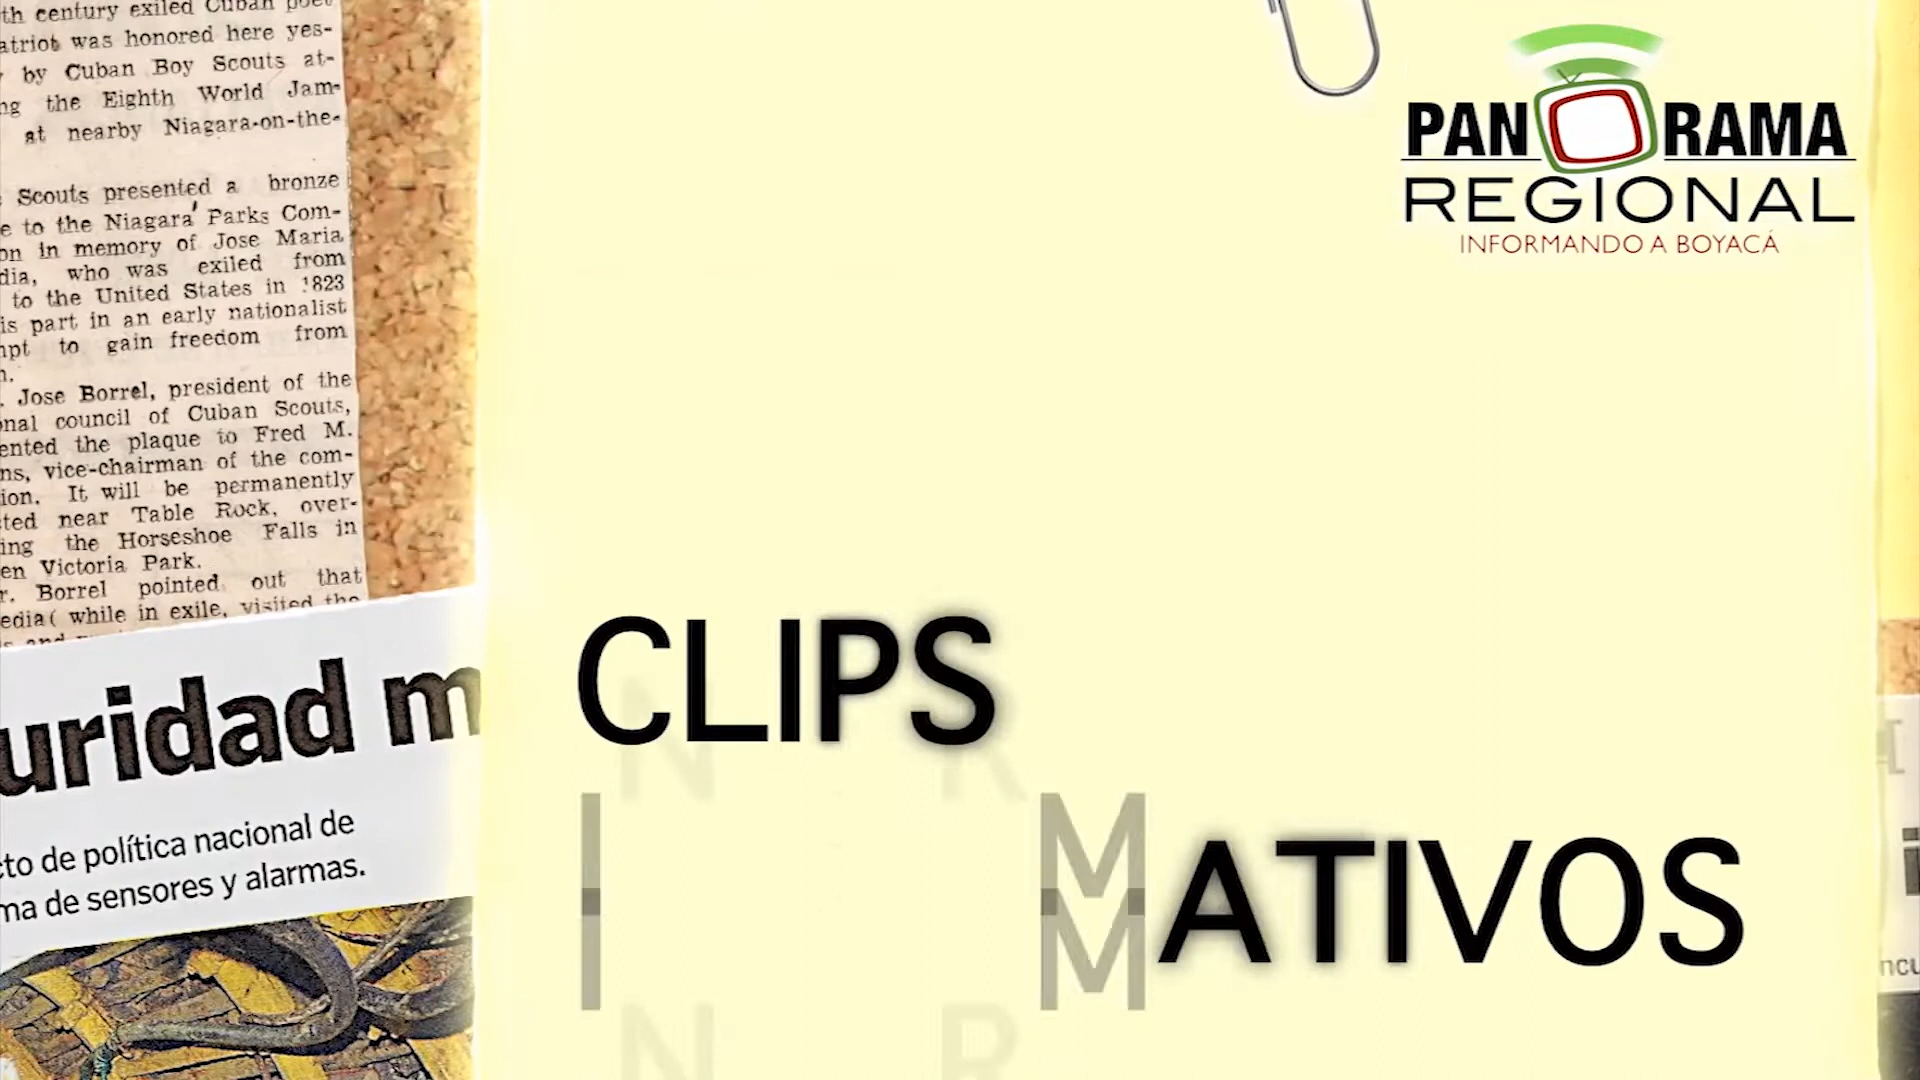 th century exiled Cuban poet
atriot was honored here yes-
by Cuban Boy Scouts at-
ng the Eighth World Jam-
at nearby Niagara-on-the-
Scouts presented a bronze
e to the Niagara Parks Com-
on in memory of Jose Maria
dia, who was exiled from
to the United States in 1823
is part in an early nationalist
mpt to gain freedom from
n.
. Jose Borrel, president of the
onal council of Cuban Scouts,
ented the plaque to Fred M.
ns, vice-chairman of the com-
ion. It will be permanently
cted near Table Rock, over-
ing the Horseshoe Falls in
en Victoria Park.
r. Borrel pointed out that
edia( while in exile, visited the
uridad m
cto de política nacional de
ma de sensores y alarmas.
PANORAMA
REGIONAL
INFORMANDO A BOYACÁ
CLIPS
N R
I M
ATIVOS
I M
N R
ncu